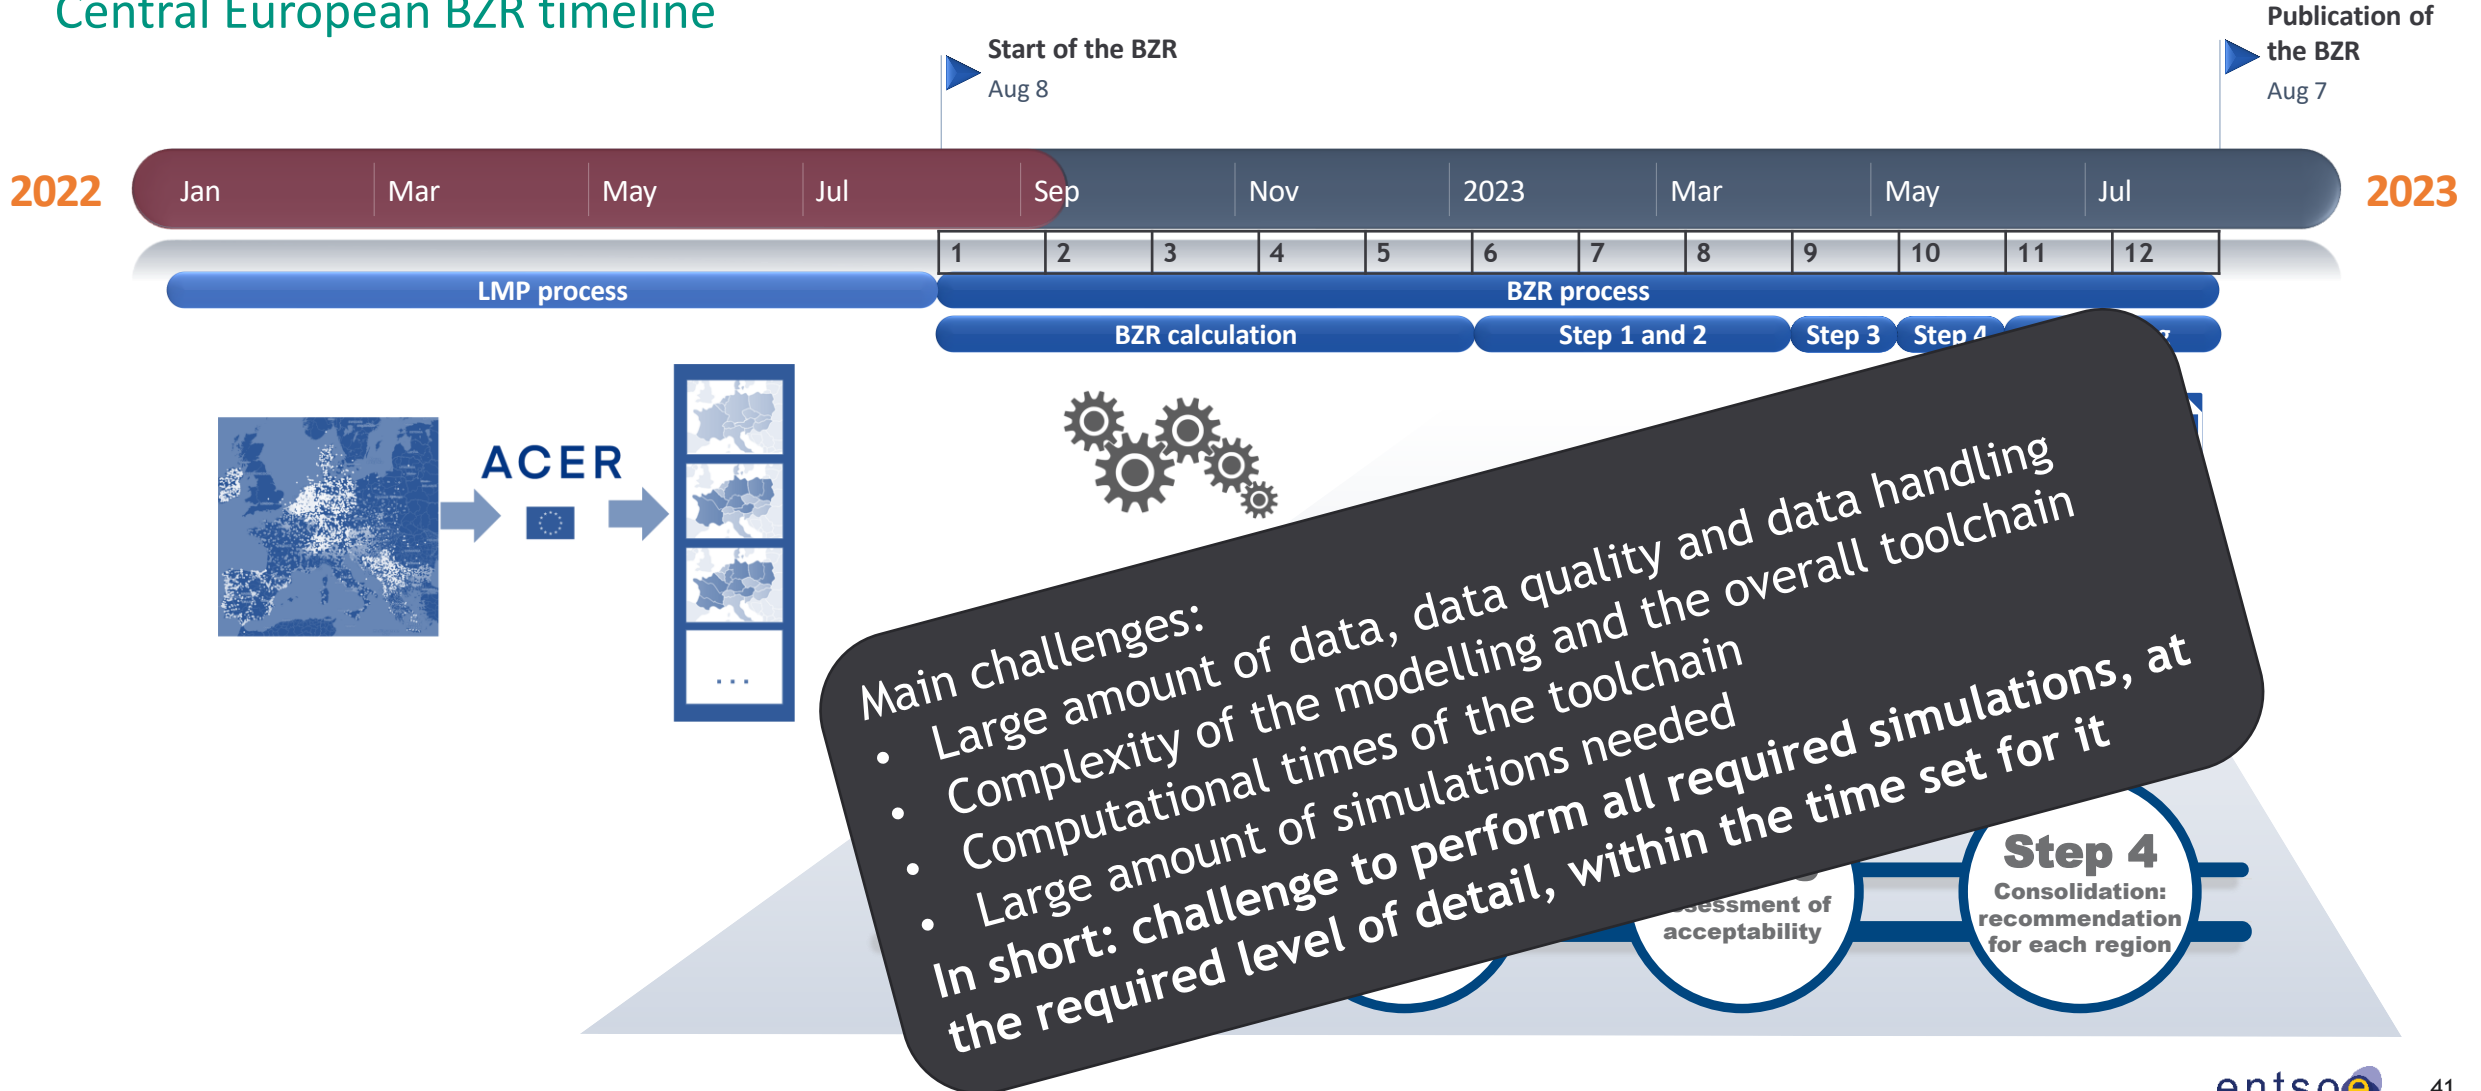 Central European BZR timeline
Start of the BZR
Aug 8
Publication of
the BZR
Aug 7
2022
Jan
Mar
May
Jul
Sep
Nov
2023
Mar
May
Jul
2023
1
2
3
4
5
6
7
8
9
10
11
12
LMP process
BZR process
BZR calculation
Step 1 and 2
Step 3
Step 4
ACER
...
Main challenges:
• Large amount of data, data quality and data handling
• Complexity of the modelling and the overall toolchain
• Computational times of the toolchain
• Large amount of simulations needed
In short: challenge to perform all required simulations, at
the required level of detail, within the time set for it
of
acceptability
Step 4
Consolidation:
recommendation
for each region
entsoe
41